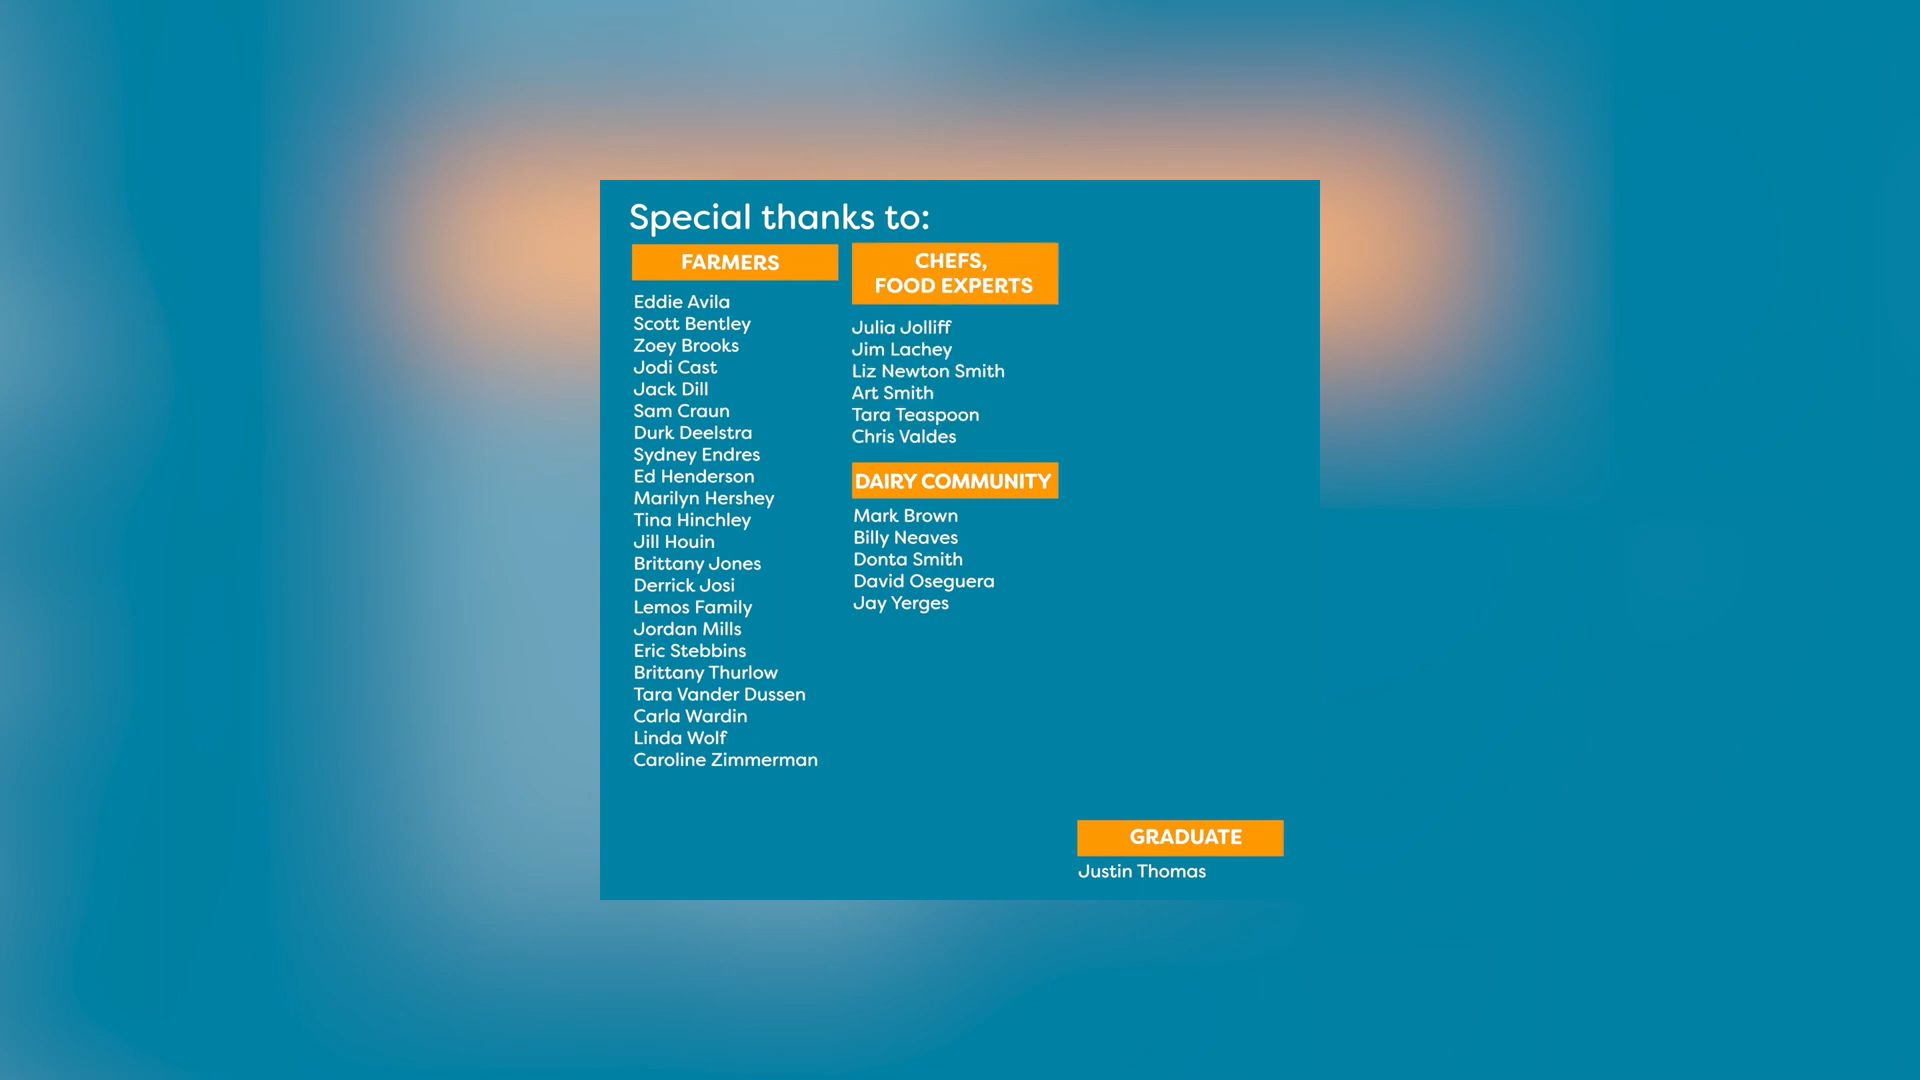 Special thanks to:
FARMERS
Eddie Avila
Scott Bentley
Zoey Brooks
Jodi Cast
Jack Dill
Sam Craun
Durk Deelstra
Sydney Endres
Ed Henderson
Marilyn Hershey
Tina Hinchley
Jill Houin
Brittany Jones
Derrick Josi
Lemos Family
Jordan Mills
Eric Stebbins
Brittany Thurlow
Tara Vander Dussen
Carla Wardin
Linda Wolf
Caroline Zimmerman
CHEFS,
FOOD EXPERTS
Julia Jolliff
Jim Lachey
Liz Newton Smith
Art Smith
Tara Teaspoon
Chris Valdes
DAIRY COMMUNITY
Mark Brown
Billy Neaves
Donta Smith
David Oseguera
Jay Yerges
GRADUATE
Justin Thomas